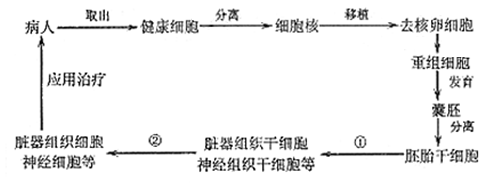 病人
取出
健康细胞
分离
细胞核
移植
去核卵细胞
重组细胞
发育
囊胚
分离
胚胎干细胞
①
脏器组织干细胞
神经组织干细胞等
②
脏器组织细胞
神经细胞等
应用治疗